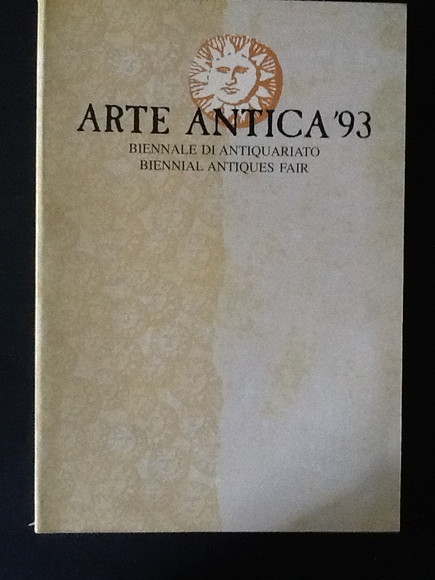 ARTE ANTICA '93
BIENNALE DI ANTIQUARIATO
BIENNIAL ANTIQUES FAIR